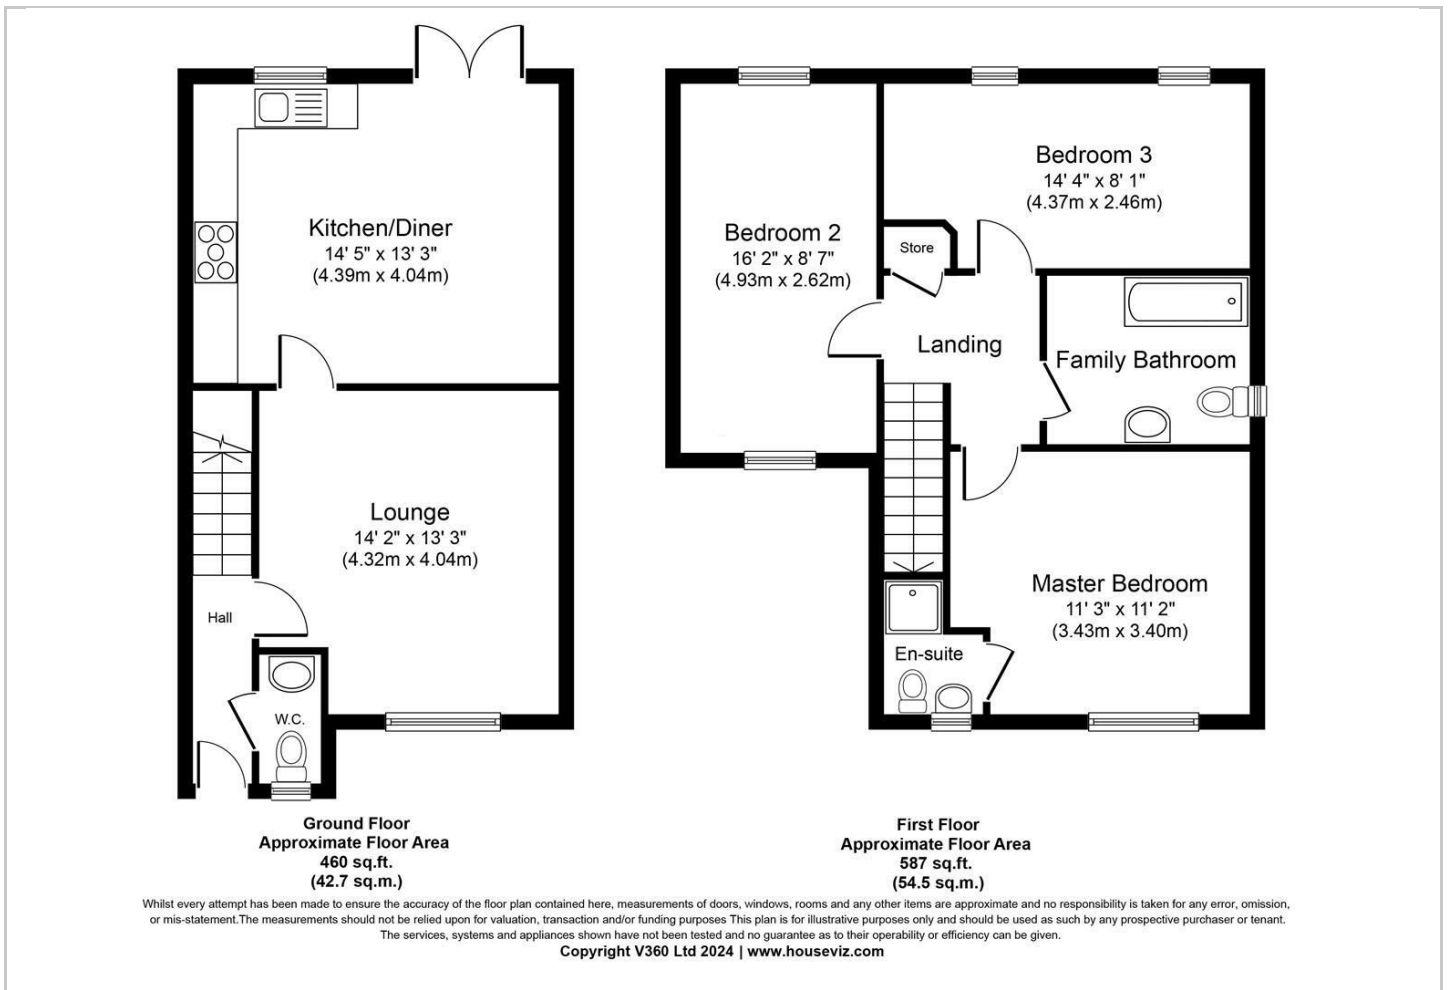 Kitchen/Diner
14' 5" x 13' 3"
(4.39m x 4.04m)
Lounge
14' 2" x 13' 3"
(4.32m x 4.04m)
Hall
W.C.
Ground Floor
Approximate Floor Area
460 sq.ft.
(42.7 sq.m.)
Bedroom 2
16' 2" x 8' 7"
(4.93m x 2.62m)
Bedroom 3
14' 4" x 8' 1"
(4.37m x 2.46m)
Store
Landing
Family Bathroom
Master Bedroom
11' 3" x 11' 2"
(3.43m x 3.40m)
En-suite
First Floor
Approximate Floor Area
587 sq.ft.
(54.5 sq.m.)
Whilst every attempt has been made to ensure the accuracy of the floor plan contained here, measurements of doors, windows, rooms and any other items are approximate and no responsibility is taken for any error, omission,
or mis-statement.The measurements should not be relied upon for valuation, transaction and/or funding purposes This plan is for illustrative purposes only and should be used as such by any prospective purchaser or tenant.
The services, systems and appliances shown have not been tested and no guarantee as to their operability or efficiency can be given.
Copyright V360 Ltd 2024 | www.houseviz.com